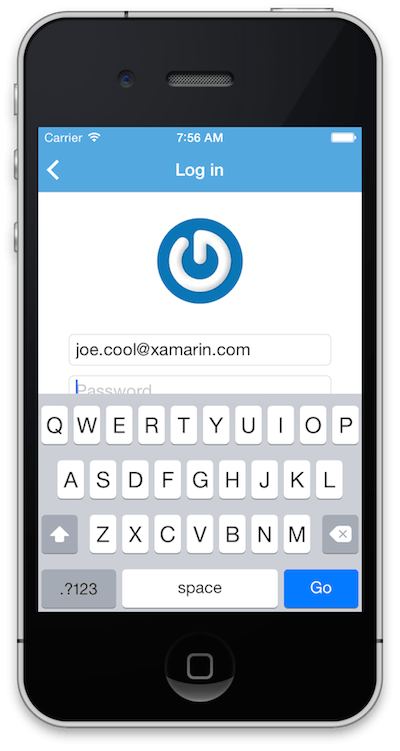 Carrier 7:56 AM
Log in
joe.cool@xamarin.com
Password
Q W E R T Y U I O P
A S D F G H J K L
Z X C V B N M
.?123 space Go